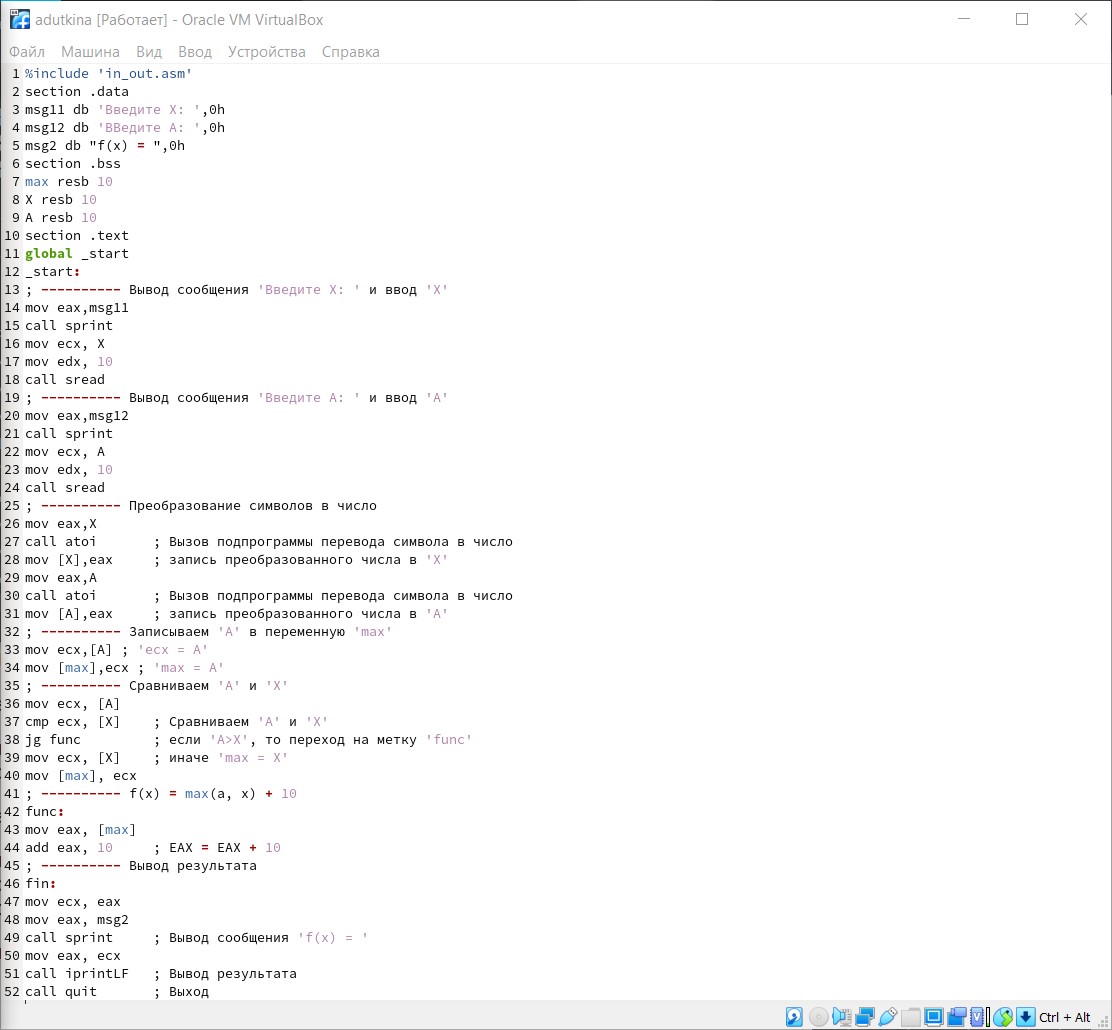 adutkina [Работает] - Oracle VM VirtualBox
Файл Машина Вид Ввод Устройства Справка
1 %include 'in_out.asm'
2 section .data
3 msg11 db 'Введите X: ',0h
4 msg12 db 'ВВедите A: ',0h
5 msg2 db "f(x) = ",0h
6 section .bss
7 max resb 10
8 X resb 10
9 A resb 10
10 section .text
11 global _start
12 _start:
13 ; ---------- Вывод сообщения 'Введите X: ' и ввод 'X'
14 mov eax,msg11
15 call sprint
16 mov ecx, X
17 mov edx, 10
18 call sread
19 ; ---------- Вывод сообщения 'Введите A: ' и ввод 'A'
20 mov eax,msg12
21 call sprint
22 mov ecx, A
23 mov edx, 10
24 call sread
25 ; ---------- Преобразование символов в число
26 mov eax,X
27 call atoi ; Вызов подпрограммы перевода символа в число
28 mov [X],eax ; запись преобразованного числа в 'X'
29 mov eax,A
30 call atoi ; Вызов подпрограммы перевода символа в число
31 mov [A],eax ; запись преобразованного числа в 'A'
32 ; ---------- Записываем 'A' в переменную 'max'
33 mov ecx,[A] ; 'ecx = A'
34 mov [max],ecx ; 'max = A'
35 ; ---------- Сравниваем 'A' и 'X'
36 mov ecx, [A]
37 cmp ecx, [X] ; Сравниваем 'A' и 'X'
38 jg func ; если 'A>X', то переход на метку 'func'
39 mov ecx, [X] ; иначе 'max = X'
40 mov [max], ecx
41 ; ---------- f(x) = max(a, x) + 10
42 func:
43 mov eax, [max]
44 add eax, 10 ; EAX = EAX + 10
45 ; ---------- Вывод результата
46 fin:
47 mov ecx, eax
48 mov eax, msg2
49 call sprint ; Вывод сообщения 'f(x) = '
50 mov eax, ecx
51 call iprintLF ; Вывод результата
52 call quit ; Выход
Ctrl + Alt